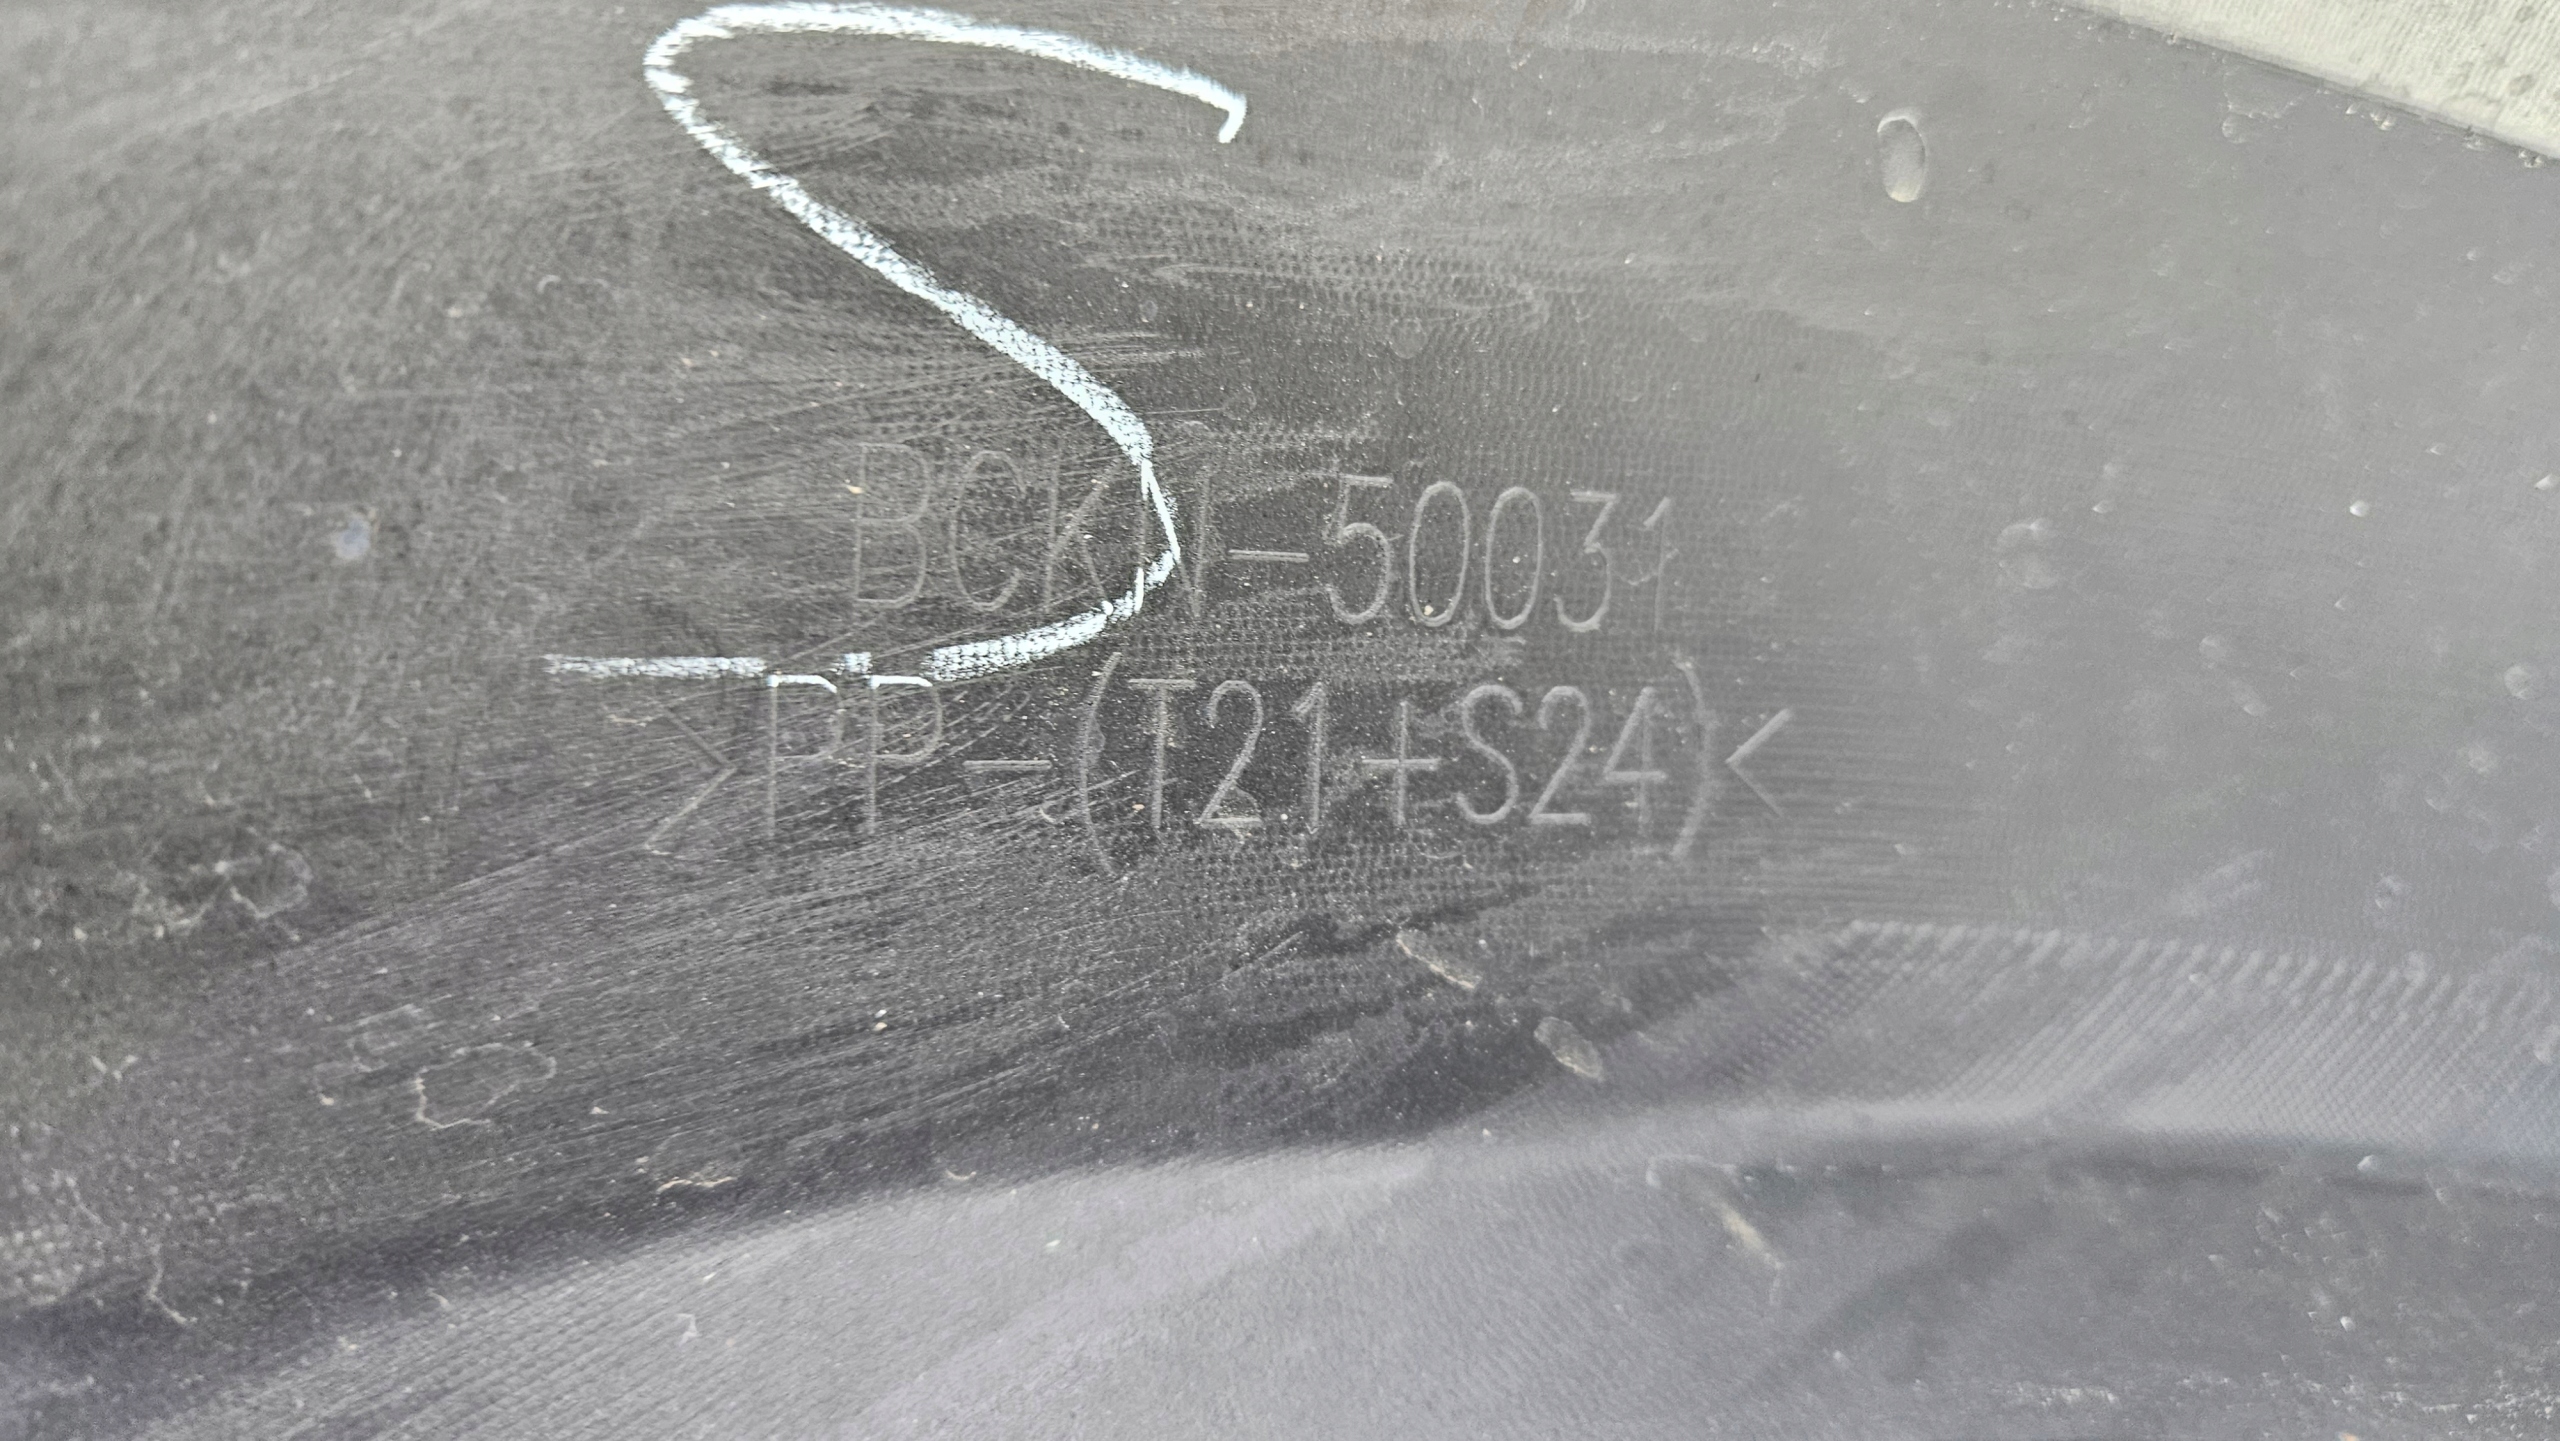 S
BCKN-50031
>PP-(T21+S24)<